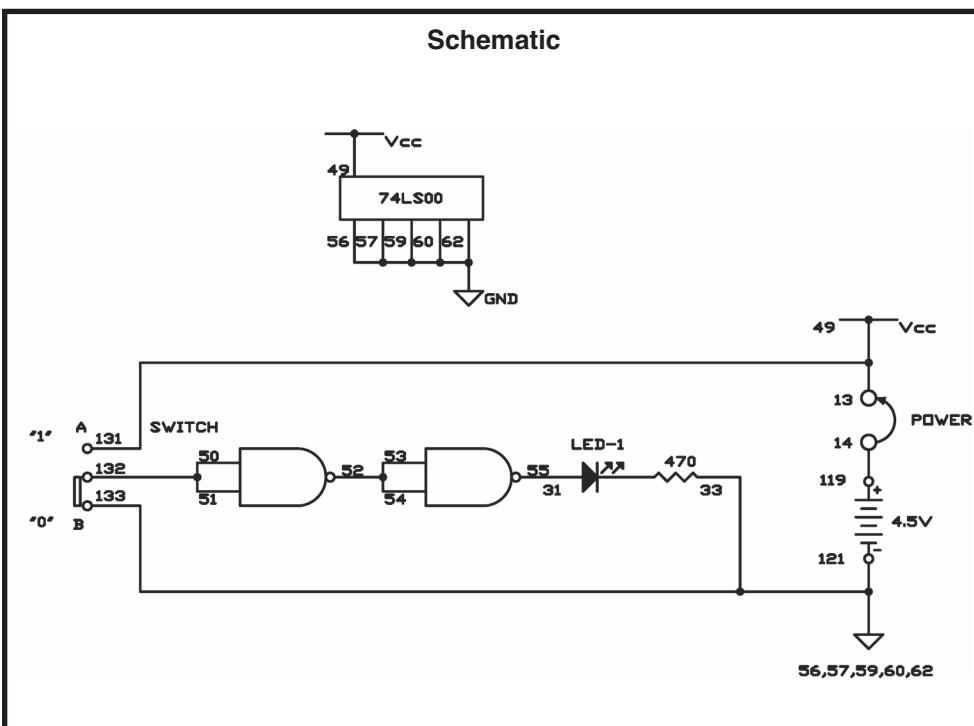 Schematic
Vcc
49
74LS00
56 57 59 60 62
GND
49 Vcc
13
POWER
14
"1" A 131 SWITCH
132
133
"0" B
50
51
52
53
54
55
LED-1
31
470
33
119
+
4.5V
-
121
56,57,59,60,62